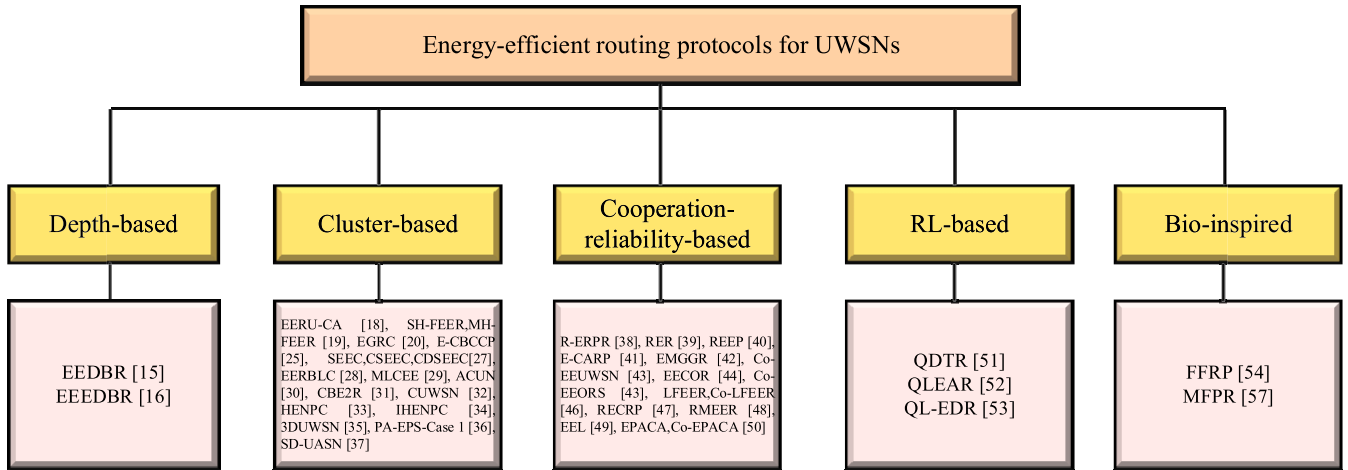 Energy-efficient routing protocols for UWSNs
Depth-based
Cluster-based
Cooperation-
reliability-based
RL-based
Bio-inspired
EEDBR [15]
EEEDBR [16]
EERU-CA [18], SH-FEER,MH-
FEER [19], EGRC [20], E-CBCCP
[25], SEEC,CSEEC,CDSEEC[27],
EERBLC [28], MLCEE [29], ACUN
[30], CBE2R [31], CUWSN [32],
HENPC [33], IHENPC [34],
3DUWSN [35], PA-EPS-Case 1 [36],
SD-UASN [37]
R-ERPR [38], RER [39], REEP [40],
E-CARP [41], EMGGR [42], Co-
EEUWSN [43], EECOR [44], Co-
EEORS [43], LFEER,Co-LFEER
[46], RECRP [47], RMEER [48],
EEL [49], EPACA,Co-EPACA [50]
QDTR [51]
QLEAR [52]
QL-EDR [53]
FFRP [54]
MFPR [57]